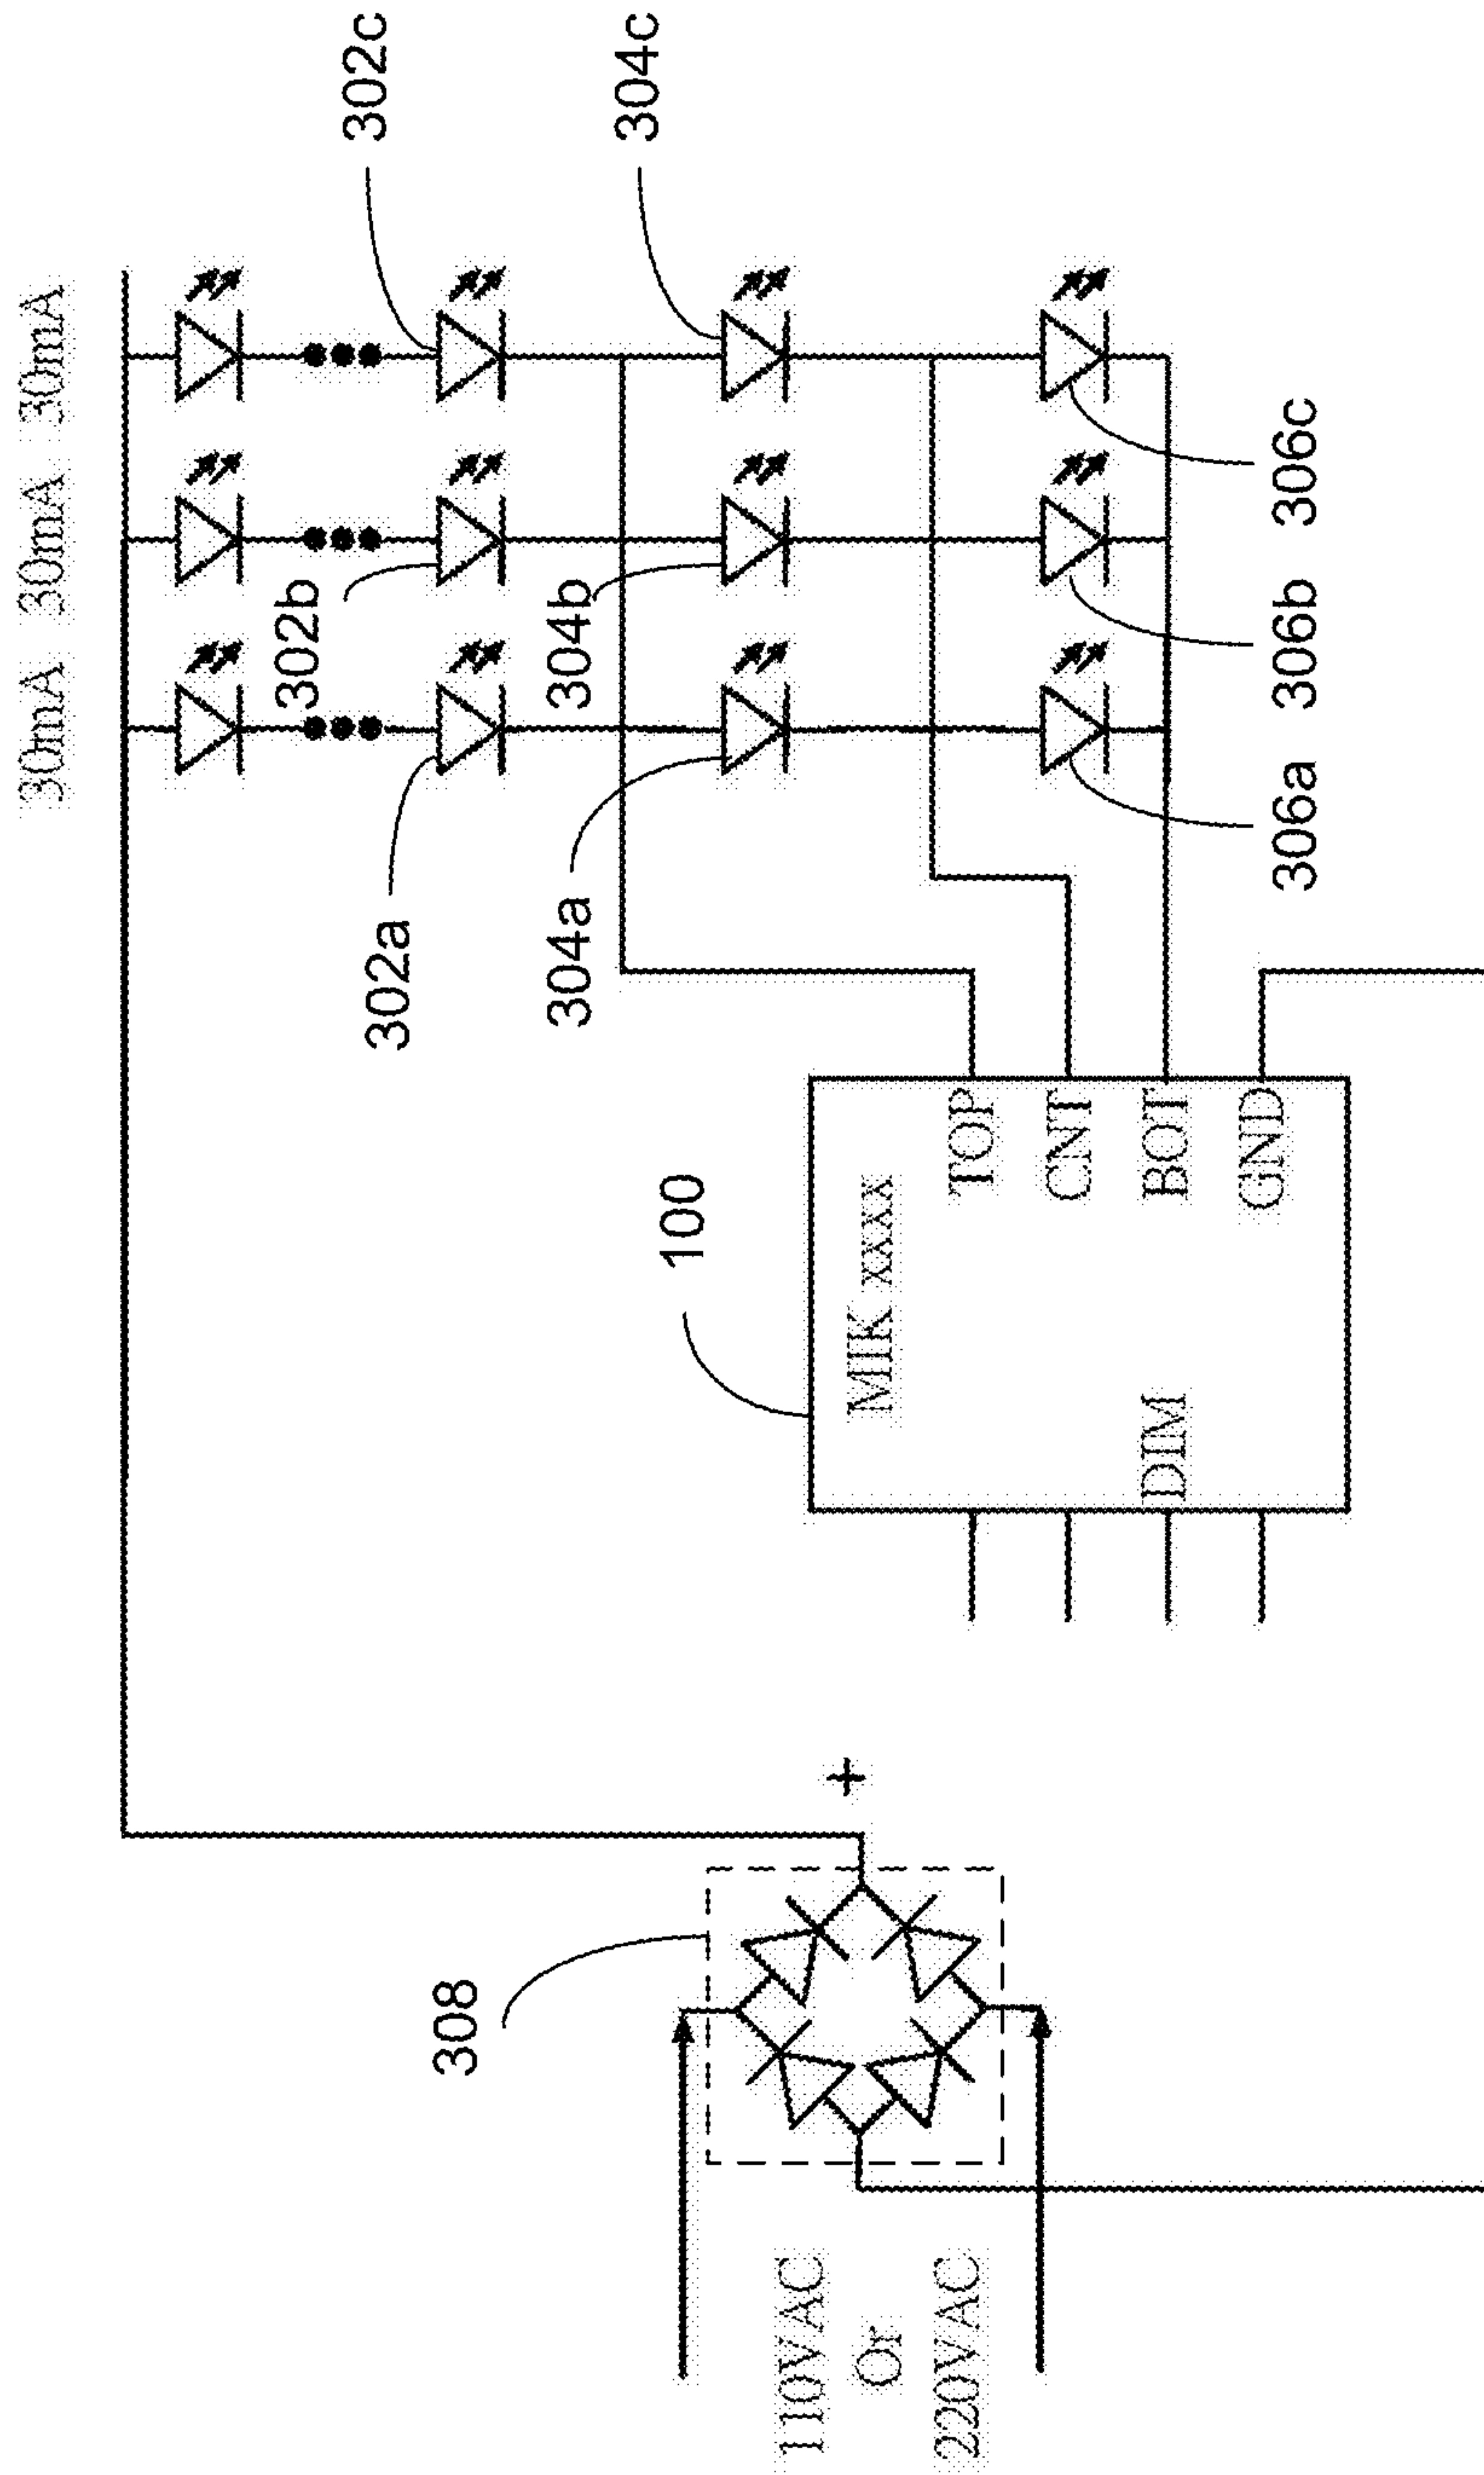 30mA 30mA 30mA
302c
304c
302b
304b
302a
304a
306a
306b
306c
100
MIK xxxx
TOP
CNT
BOT
GND
DIM
+
308
110VAC
Or
220VAC